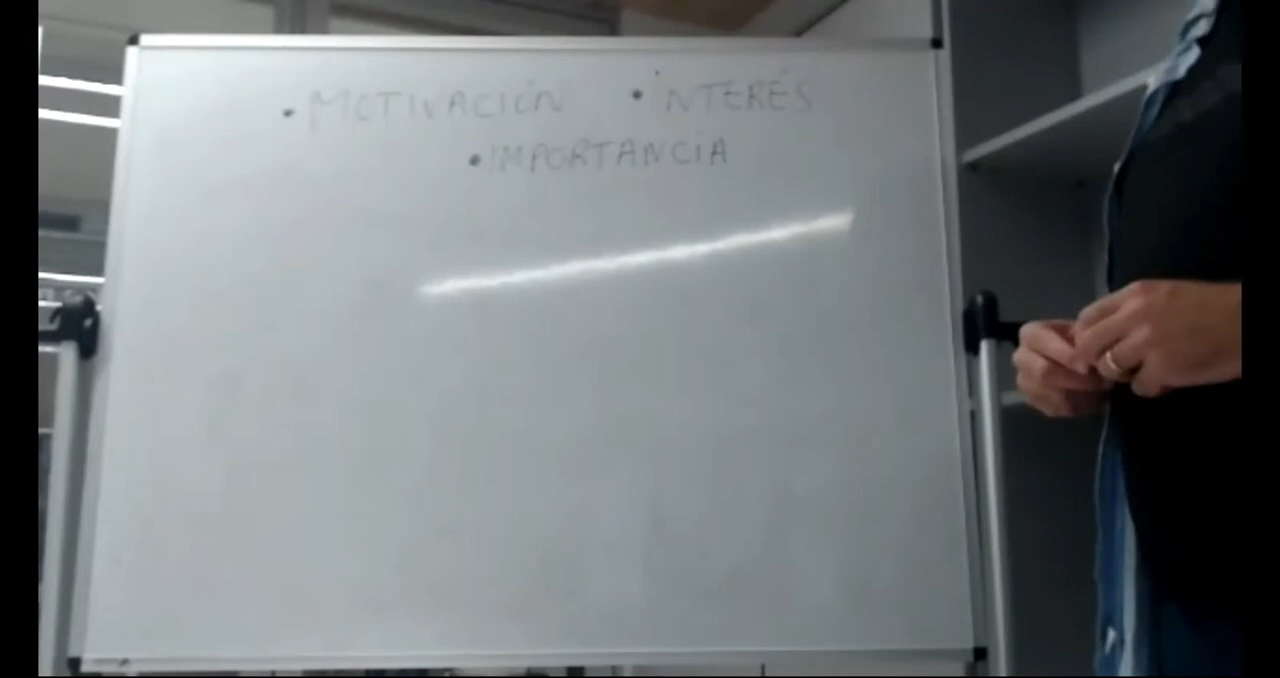 • MOTIVACIÓN • iNTERÉS
• iMPORTANCiA